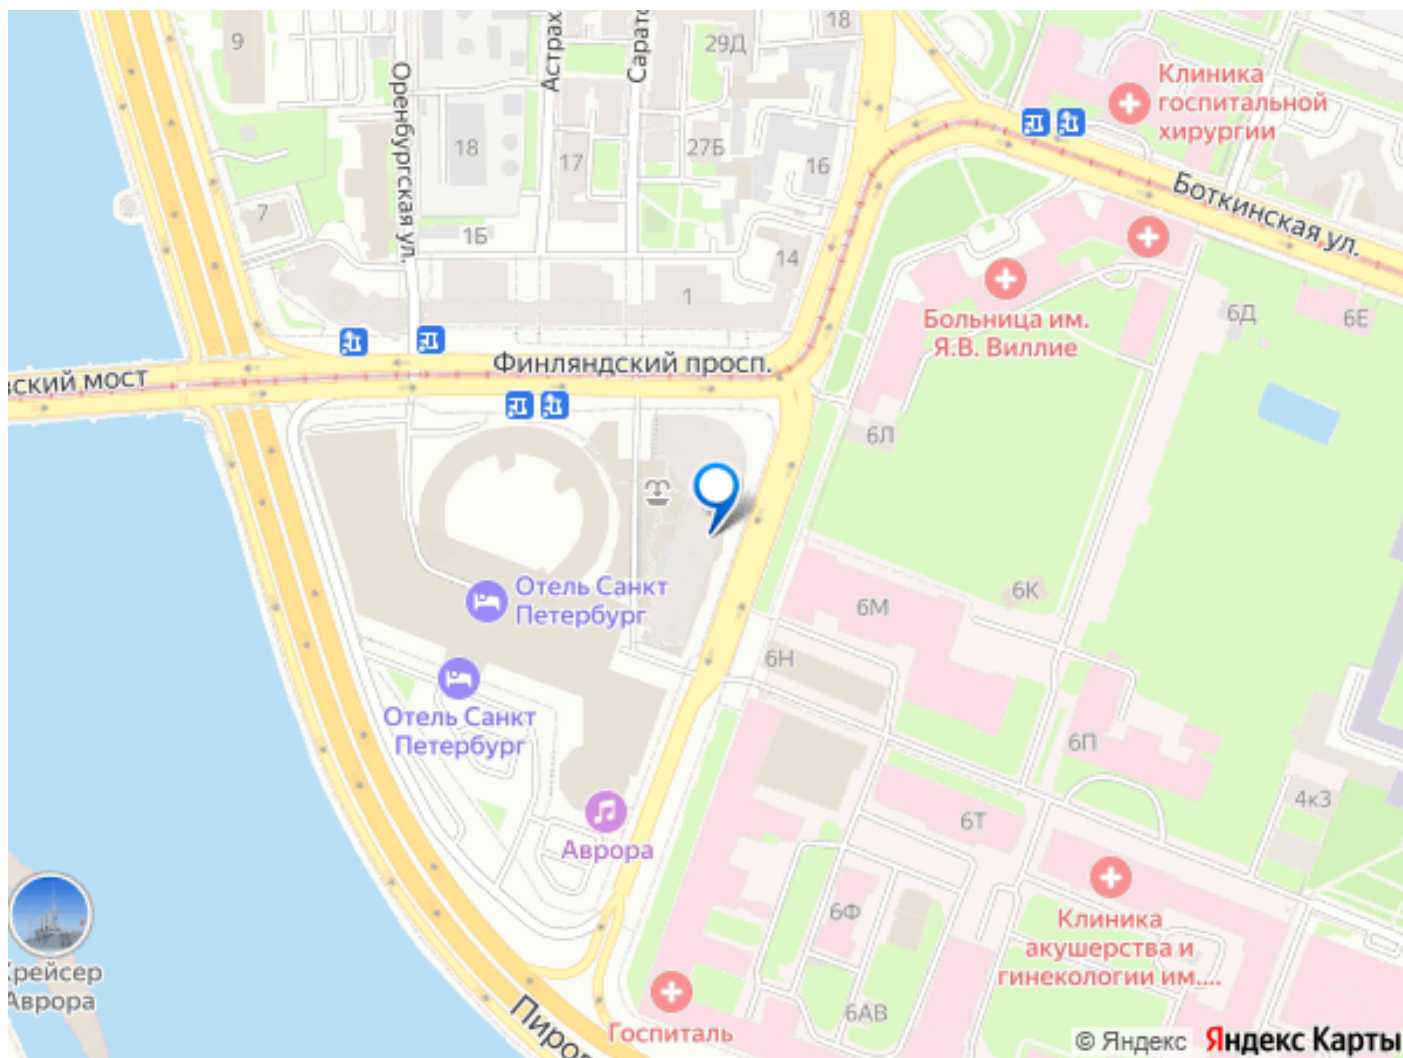 9
Оренбургская ул.
Астрах
Сарато
29Д
18
Клиника
госпитальной
хирургии
18
17
27Б
16
7
1Б
14
1
Боткинская ул.
Больница им.
Я.В. Виллие
6Д
6Е
Финляндский просп.
вский мост
6Л
Отель Санкт
Петербург
6М
6К
6Н
Отель Санкт
Петербург
6П
4к3
6Т
Аврора
Крейсер
Аврора
6Ф
Клиника
акушерства и
гинекологии им....
6АВ
Госпиталь
Пирог
© Яндекс Яндекс Карты